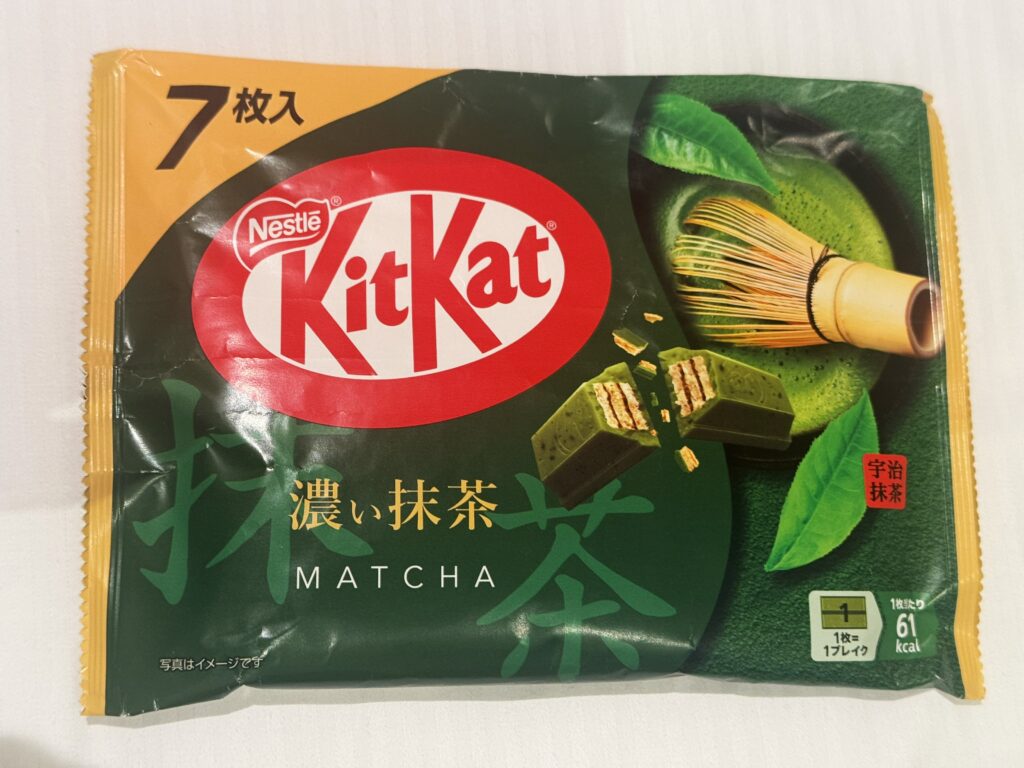 7枚入
Nestlé®
KitKat®
抹茶
濃い抹茶
MATCHA
宇治
抹茶
写真はイメージです
1
1枚=
1ブレイク
1枚当たり
61
kcal